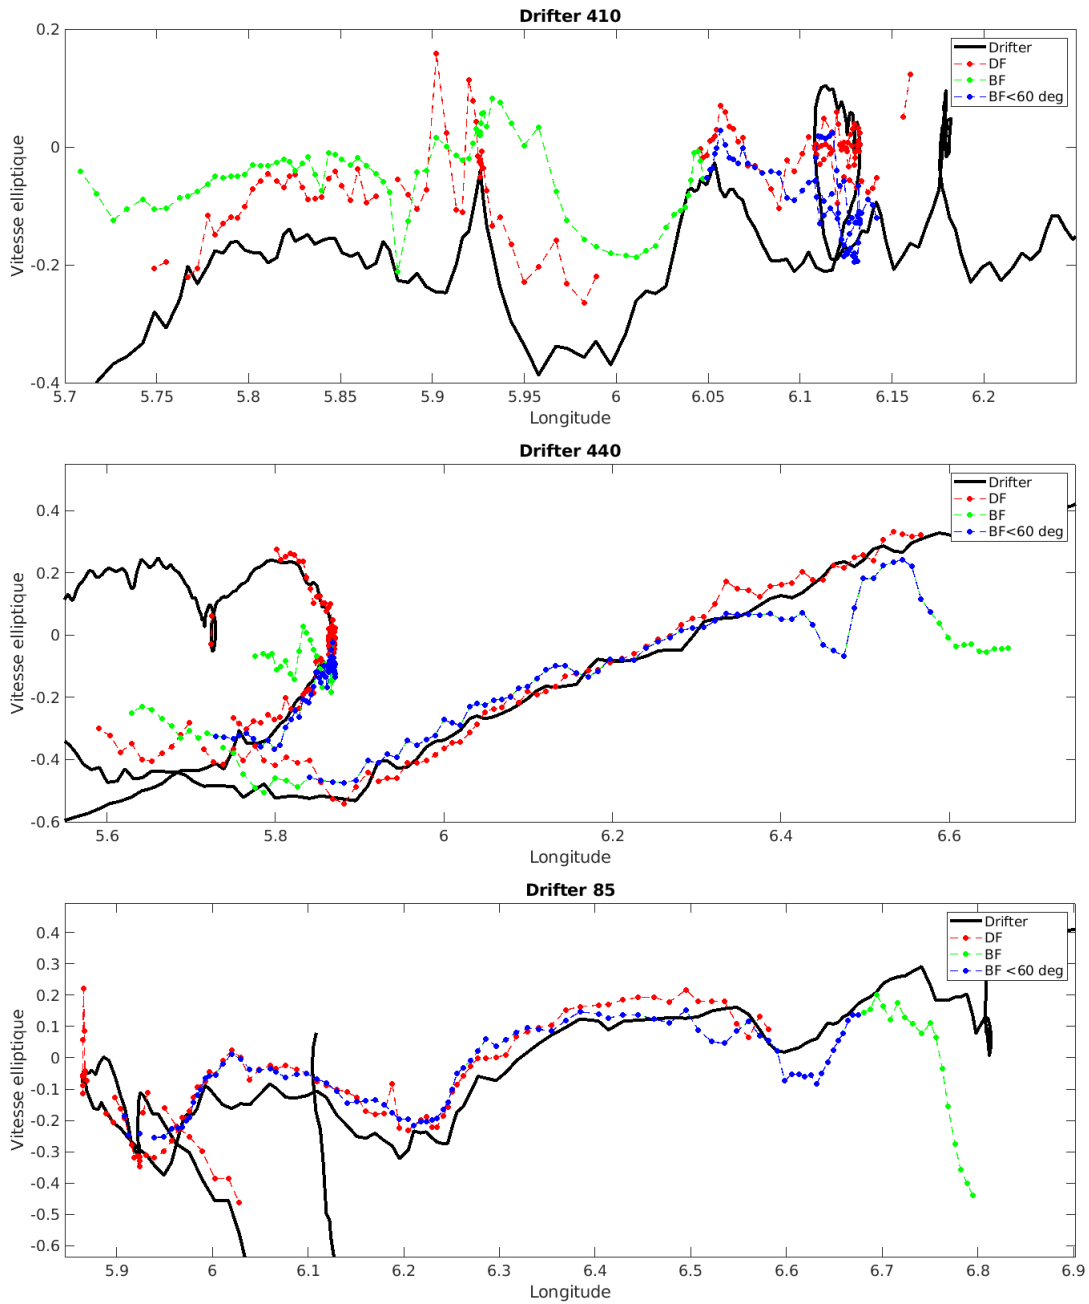 Drifter 410
Vitesse elliptique
0.2
0
-0.2
-0.4
Drifter
DF
BF
BF<60 deg
5.7 5.75 5.8 5.85 5.9 5.95 6 6.05 6.1 6.15 6.2
Longitude
Drifter 440
Vitesse elliptique
0.4
0.2
0
-0.2
-0.4
-0.6
Drifter
DF
BF
BF<60 deg
5.6 5.8 6 6.2 6.4 6.6
Longitude
Drifter 85
Vitesse elliptique
0.4
0.3
0.2
0.1
0
-0.1
-0.2
-0.3
-0.4
-0.5
-0.6
Drifter
DF
BF
BF <60 deg
5.9 6 6.1 6.2 6.3 6.4 6.5 6.6 6.7 6.8 6.9
Longitude